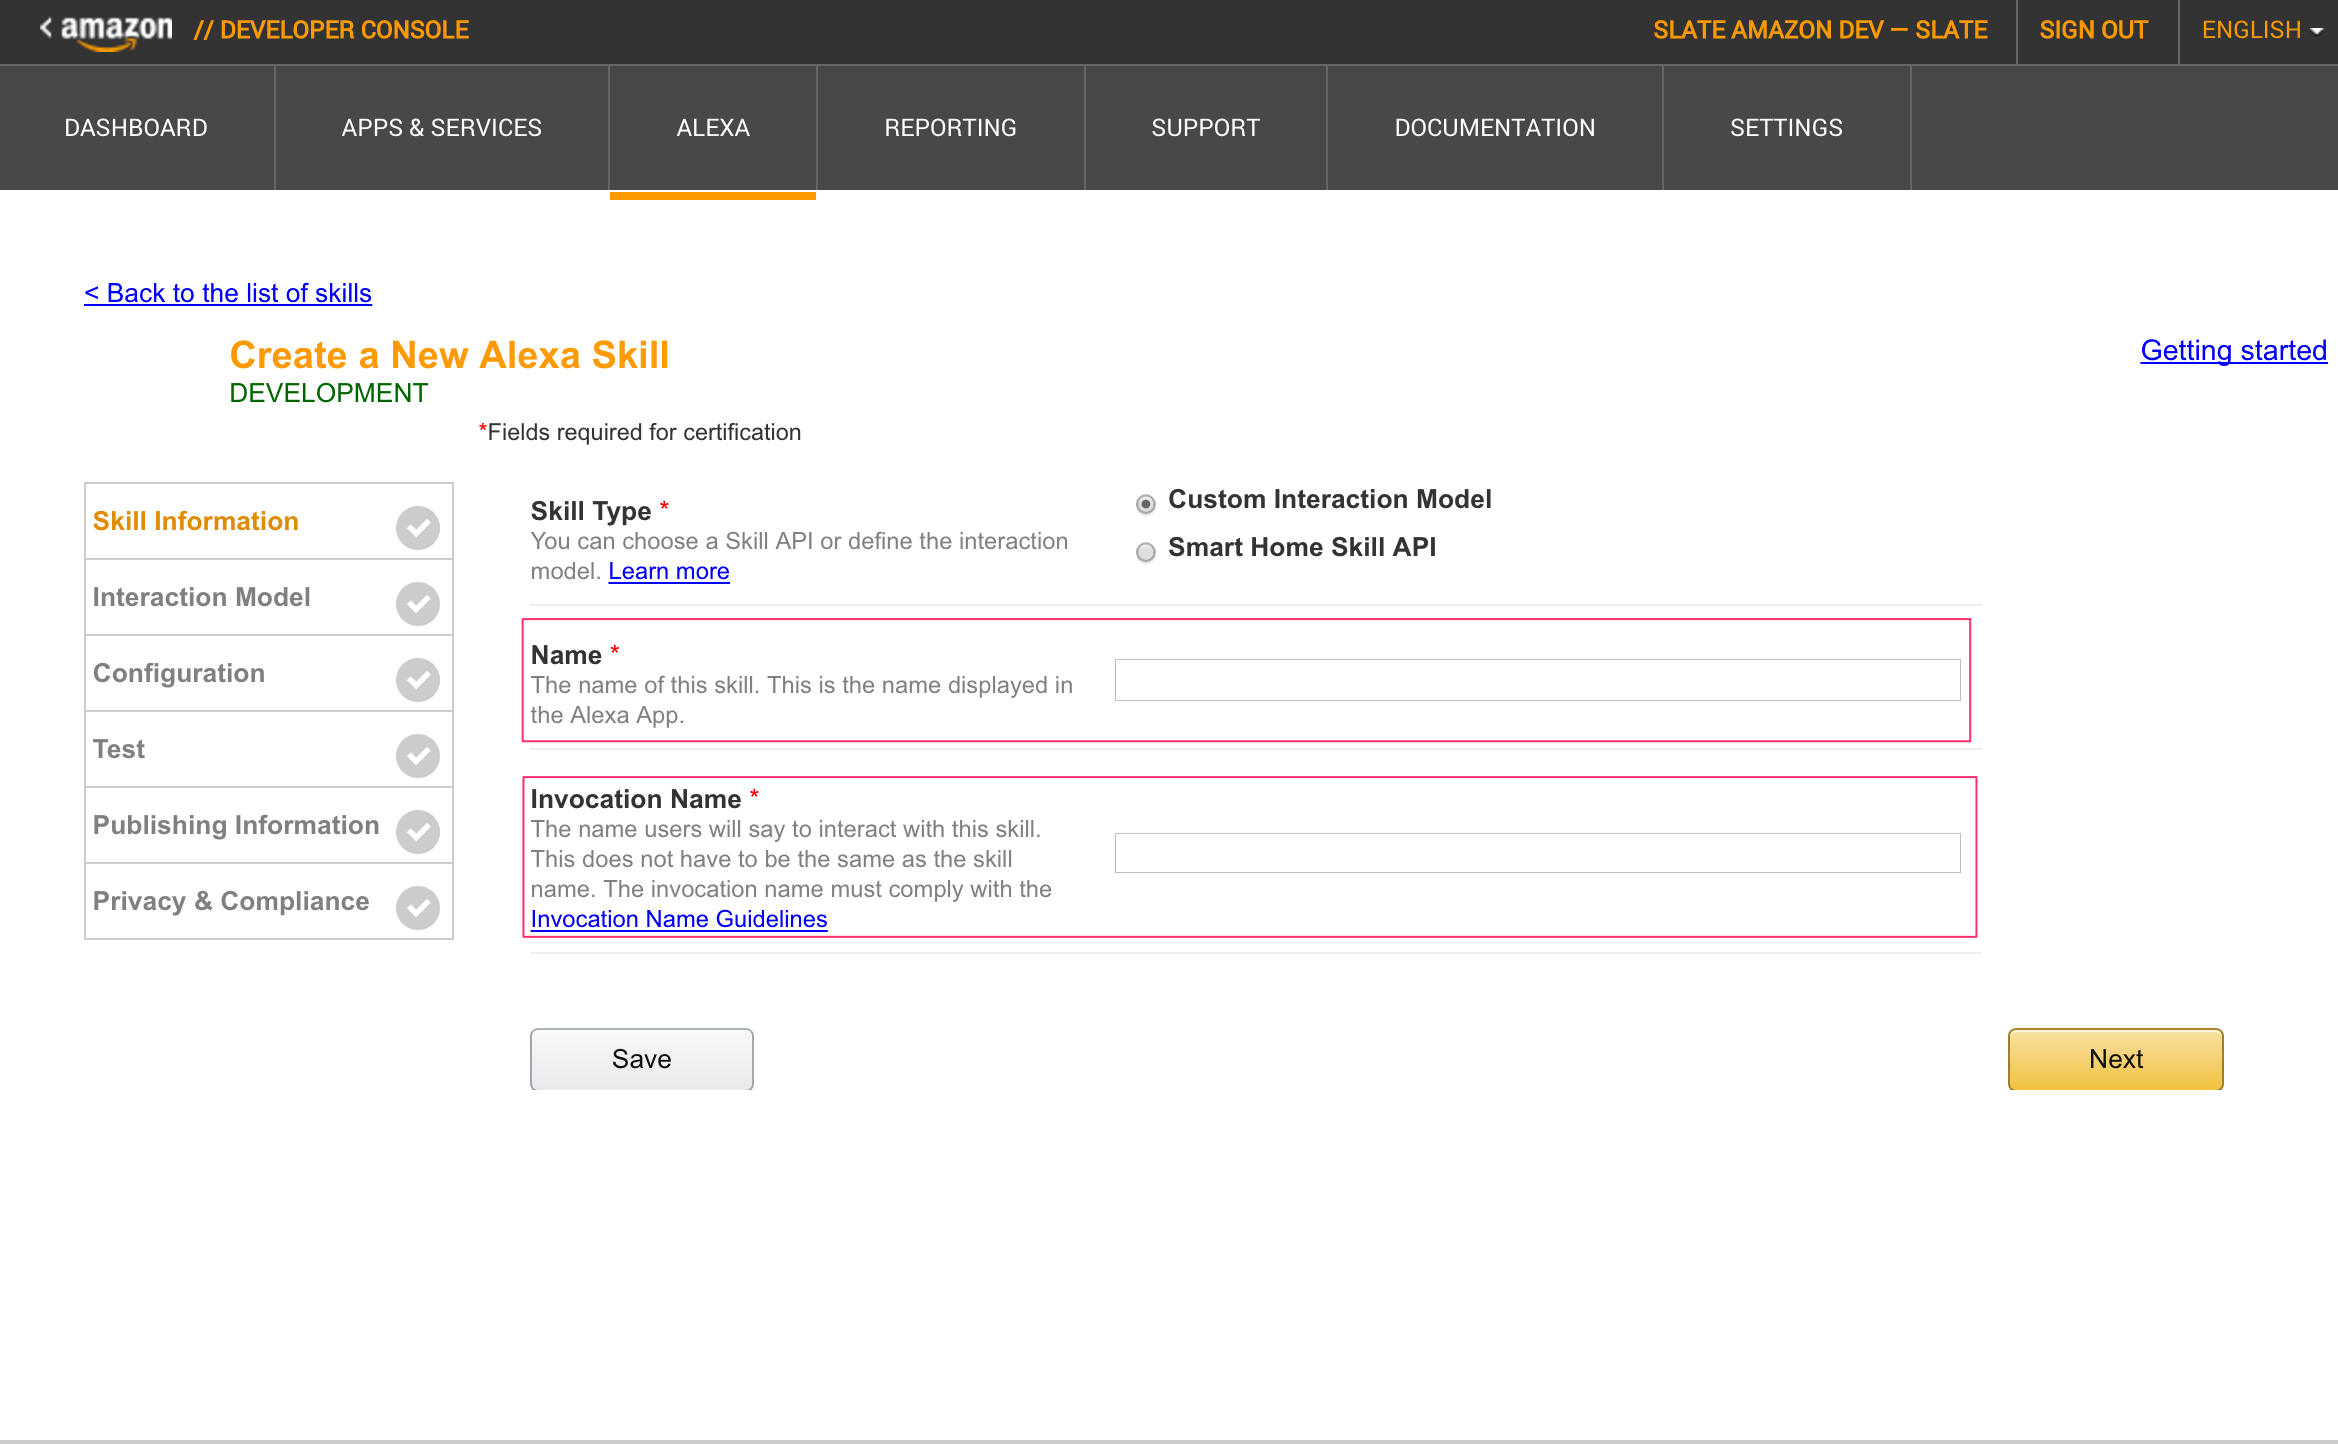 < amazon // DEVELOPER CONSOLE SLATE AMAZON DEV — SLATE SIGN OUT ENGLISH
DASHBOARD APPS & SERVICES ALEXA REPORTING SUPPORT DOCUMENTATION SETTINGS
< Back to the list of skills
Create a New Alexa Skill
Getting started
DEVELOPMENT
*Fields required for certification
Skill Information
Interaction Model
Configuration
Test
Publishing Information
Privacy & Compliance
Skill Type *
You can choose a Skill API or define the interaction
model. Learn more
Custom Interaction Model
Smart Home Skill API
Name *
The name of this skill. This is the name displayed in
the Alexa App.
Invocation Name *
The name users will say to interact with this skill.
This does not have to be the same as the skill
name. The invocation name must comply with the
Invocation Name Guidelines
Save
Next